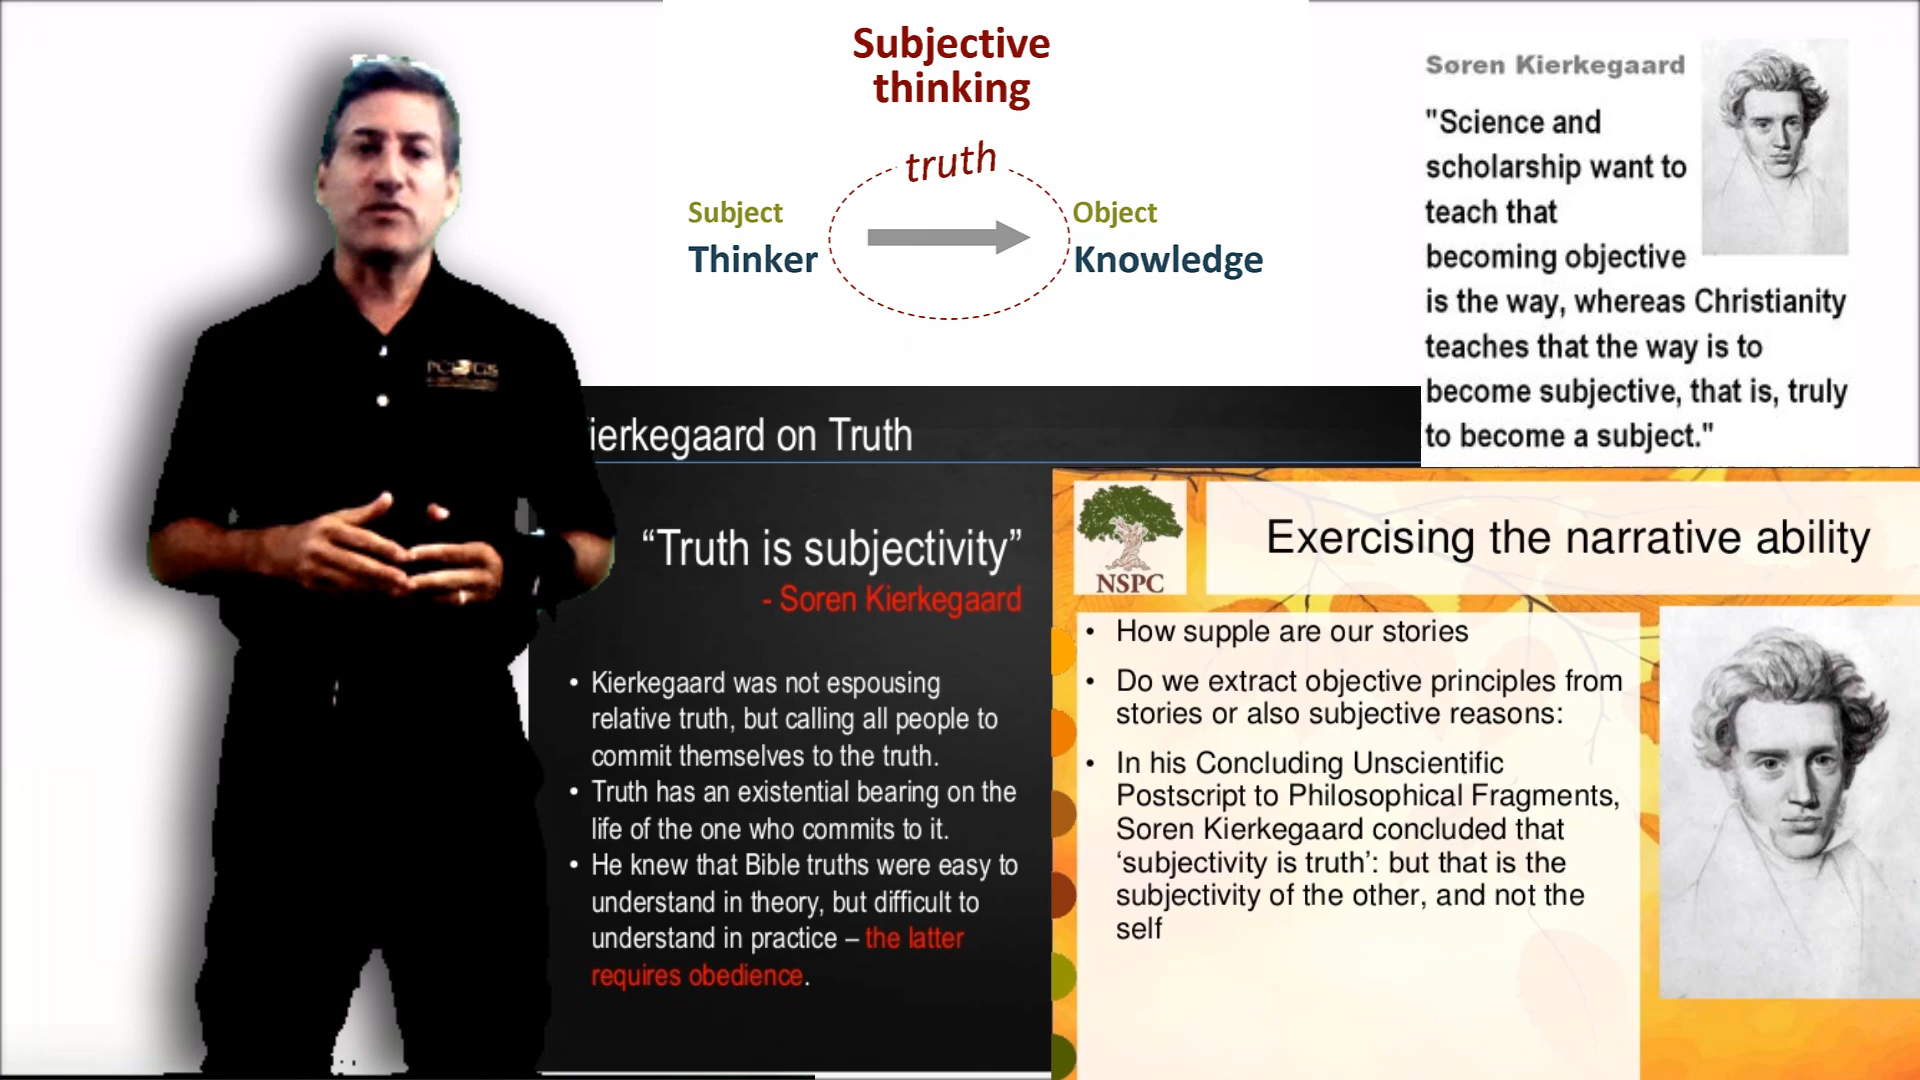 Subjective
thinking
truth
Subject
Thinker
Object
Knowledge
Søren Kierkegaard
"Science and
scholarship want to
teach that
becoming objective
is the way, whereas Christianity
teaches that the way is to
become subjective, that is, truly
to become a subject."
ierkegaard on Truth
“Truth is subjectivity”
- Soren Kierkegaard
• Kierkegaard was not espousing
relative truth, but calling all people to
commit themselves to the truth.
• Truth has an existential bearing on the
life of the one who commits to it.
• He knew that Bible truths were easy to
understand in theory, but difficult to
understand in practice – the latter
requires obedience.
NSPC
Exercising the narrative ability
• How supple are our stories
• Do we extract objective principles from
stories or also subjective reasons:
• In his Concluding Unscientific
Postscript to Philosophical Fragments,
Soren Kierkegaard concluded that
‘subjectivity is truth’: but that is the
subjectivity of the other, and not the
self